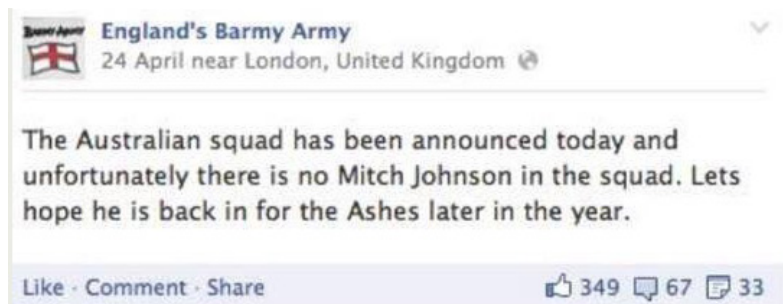 Barmy Army
England's Barmy Army
24 April near London, United Kingdom
The Australian squad has been announced today and
unfortunately there is no Mitch Johnson in the squad. Lets
hope he is back in for the Ashes later in the year.
Like · Comment · Share 349 67 33